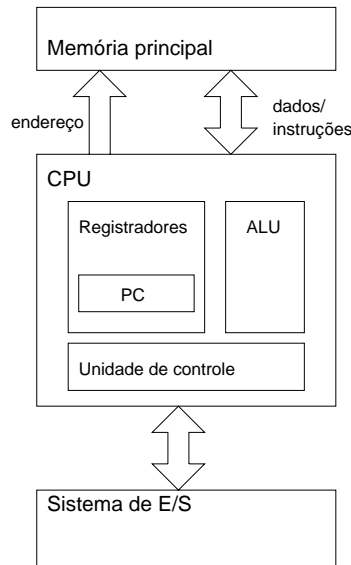 Memória principal
endereço
dados/
instruções
CPU
Registradores
ALU
PC
Unidade de controle
Sistema de E/S